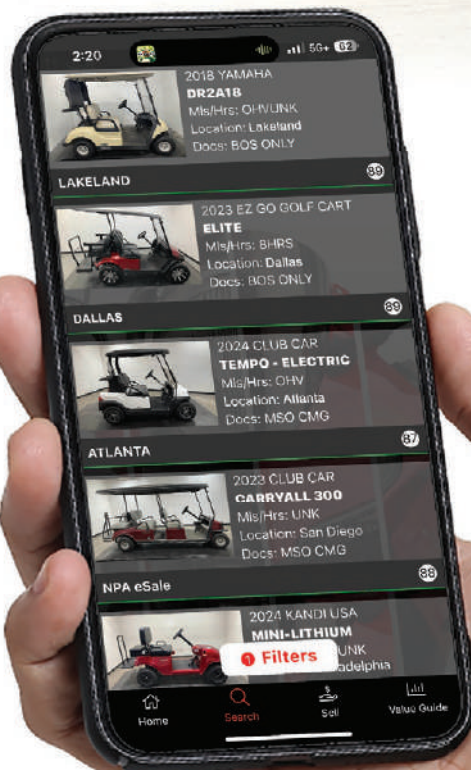 2:20
5G+ 62
2018 YAMAHA
DR2A18
Mls/Hrs: OHVUNK
Location: Lakeland
Docs: BOS ONLY
LAKELAND
89
2023 EZ GO GOLF CART
ELITE
Mls/Hrs: BHRS
Location: Dallas
Docs: BOS ONLY
DALLAS
89
2024 CLUB CAR
TEMPO - ELECTRIC
Mls/Hrs: OHV
Location: Atlanta
Docs: MSO CMG
ATLANTA
87
2023 CLUB CAR
CARRYALL 300
Mls/Hrs: UNK
Location: San Diego
Docs: MSO CMG
NPA eSale
88
2024 KANDI USA
MINI-LITHIUM
UNK
adelphia
1 Filters
Home
Search
Sell
Value Guide